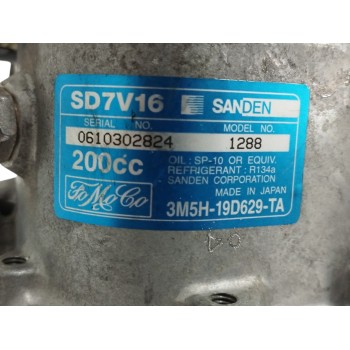 SD7V16 SANDEN
SERIAL NO. MODEL NO.
0610302824 1288
200cc
OIL : SP-10 OR EQUIV.
REFRIGERANT : R134a
SANDEN CORPORATION
MADE IN JAPAN
FoMoCo
3M5H-19D629-TA